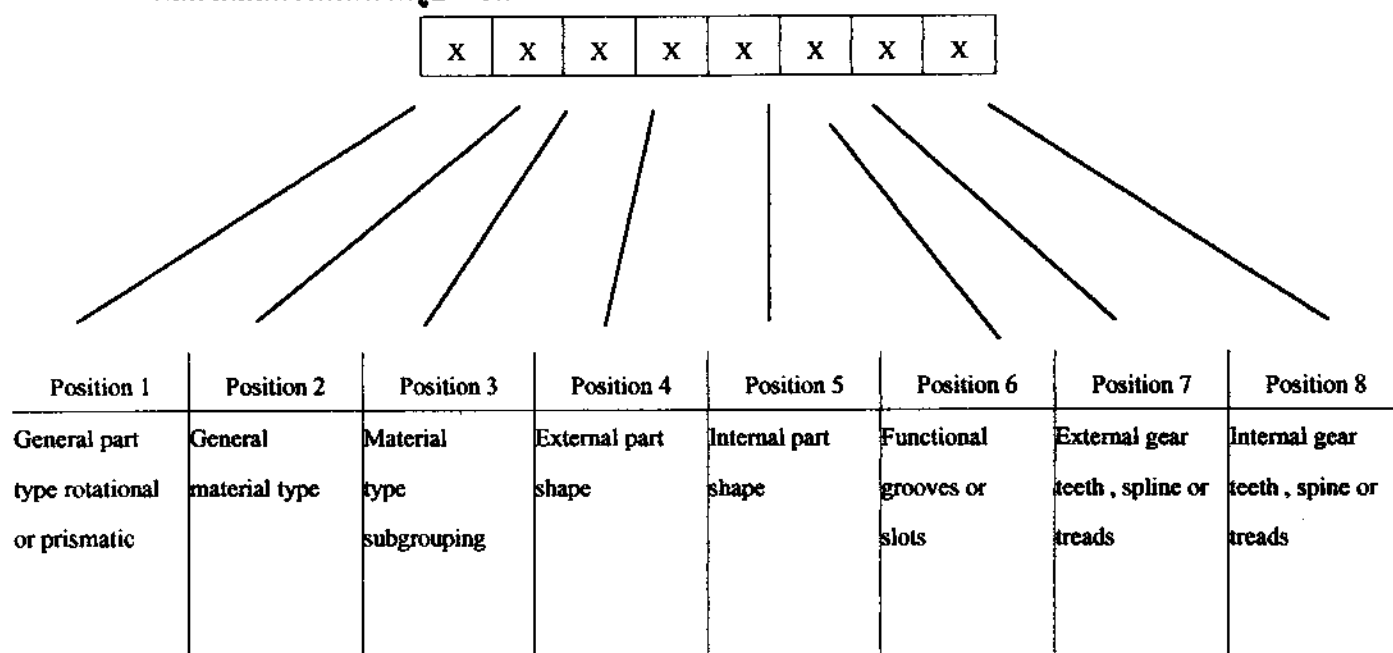 X X X X X X X X
Position 1 Position 2 Position 3 Position 4 Position 5 Position 6 Position 7 Position 8
General part General Material External part Internal part Functional External gear Internal gear
type rotational material type type shape shape grooves or teeth , spline or teeth , spine or
or prismatic subgrouping slots treads treads